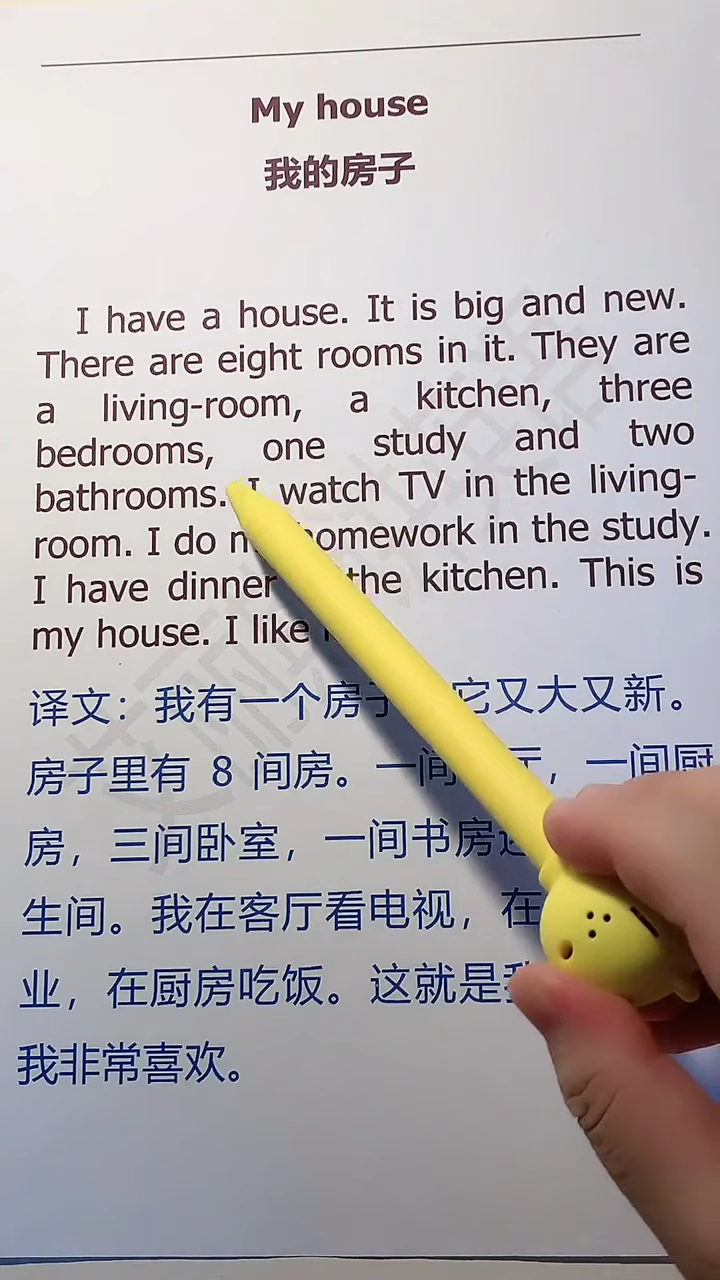 My house
我的房子
I have a house. It is big and new.
There are eight rooms in it. They are
a living-room, a kitchen, three
bedrooms, one study and two
bathrooms. I watch TV in the living-
room. I do homework in the study.
I have dinner the kitchen. This is
my house. I like
译文：我有一个房子 它又大又新。
房子里有 8 间房。一间 厅，一间厨
房，三间卧室，一间书房
生间。我在客厅看电视，在
业，在厨房吃饭。这就是我
我非常喜欢。